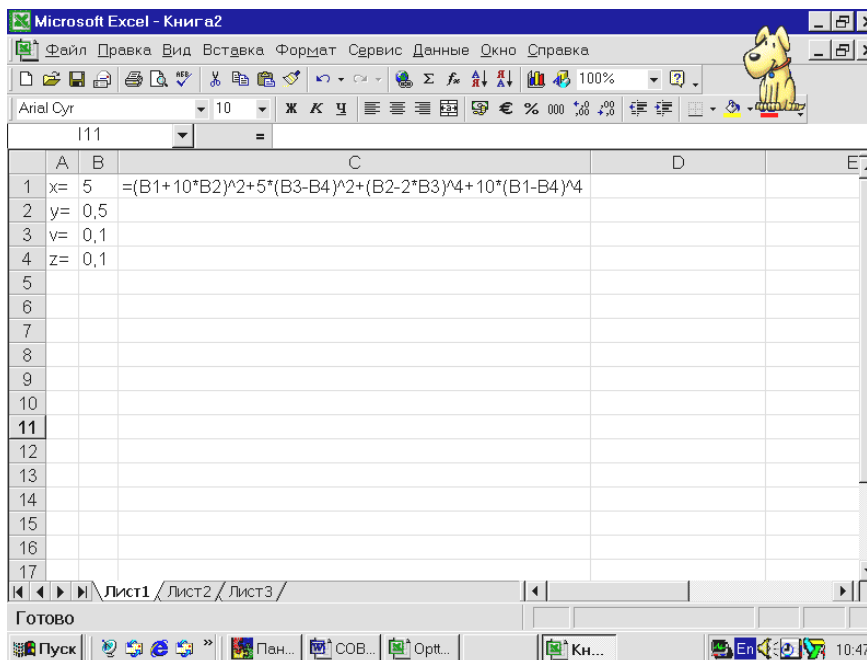 Microsoft Excel - Книга2
Файл Правка Вид Вставка Формат Сервис Данные Окно Справка
100%
Arial Cyr 10 Ж К Ч € % 000
I11 =
A B C D E
1 x= 5 =(B1+10*B2)^2+5*(B3-B4)^2+(B2-2*B3)^4+10*(B1-B4)^4
2 y= 0,5
3 v= 0,1
4 z= 0,1
5
6
7
8
9
10
11
12
13
14
15
16
17
Лист1 Лист2 Лист3
Готово
Пуск » Пан... СОВ... Optt... Кн... En 10:47